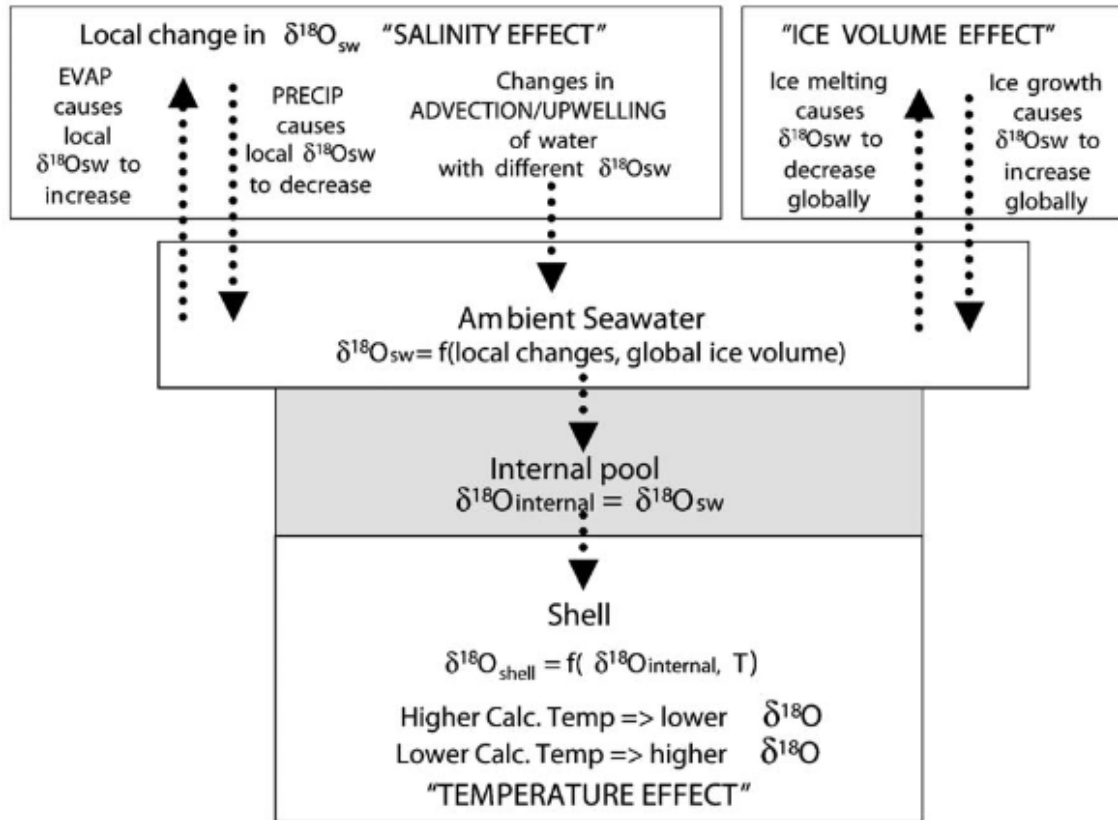 Local change in δ¹⁸Osw "SALINITY EFFECT"
EVAP
causes
local
δ¹⁸Osw to
increase
PRECIP
causes
local δ¹⁸Osw
to decrease
Changes in
ADVECTION/UPWELLING
of water
with different δ¹⁸Osw
"ICE VOLUME EFFECT"
Ice melting
causes
δ¹⁸Osw to
decrease
globally
Ice growth
causes
δ¹⁸Osw to
increase
globally
Ambient Seawater
δ¹⁸Osw= f(local changes, global ice volume)
Internal pool
δ¹⁸Ointernal = δ¹⁸Osw
Shell
δ¹⁸Oshell = f( δ¹⁸Ointernal, T)
Higher Calc. Temp => lower δ¹⁸O
Lower Calc. Temp => higher δ¹⁸O
"TEMPERATURE EFFECT"